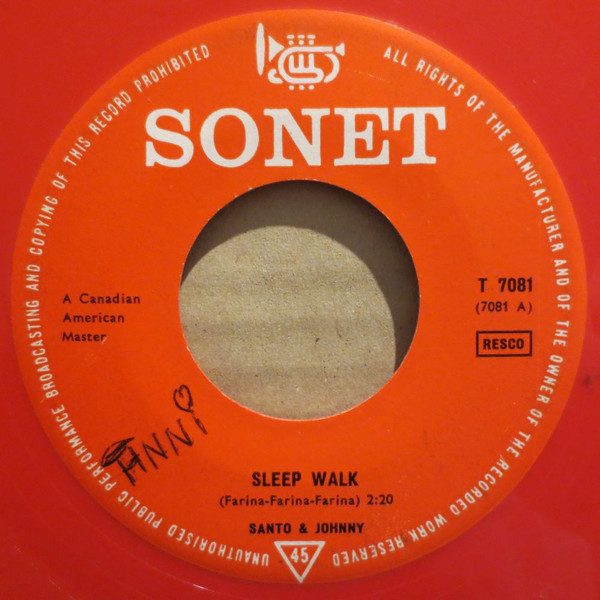 UNAUTHORISED PUBLIC PERFORMANCE BROADCASTING AND COPYING OF THIS RECORD PROHIBITED
ALL RIGHTS OF THE MANUFACTURER AND OF THE OWNER OF THE RECORDED WORK RESERVED
SONET
A Canadian
American
Master
T 7081
(7081 A)
RESCO
ANNi
SLEEP WALK
(Farina-Farina-Farina) 2:20
SANTO & JOHNNY
45